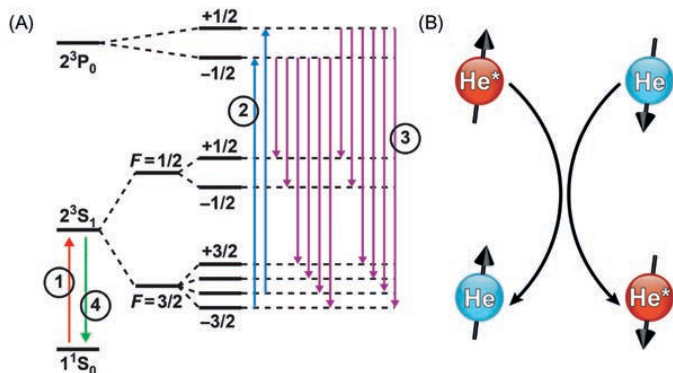 (A)
+1/2
2³P₀
−1/2
2
3
+1/2
F = 1/2
−1/2
2³S₁
+3/2
1
4
F = 3/2
−3/2
1¹S₀
(B)
He*
He
He
He*